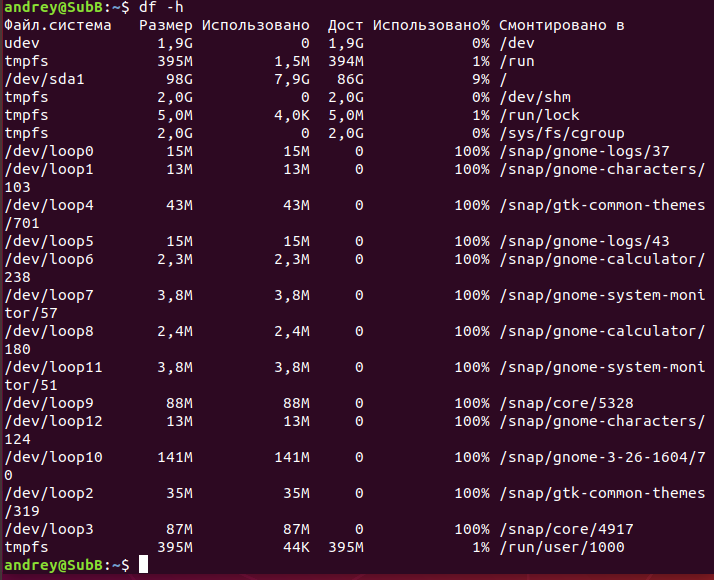 andrey@SubB:~$ df -h
Файл.система   Размер Использовано  Дост Использовано% Смонтировано в
udev             1,9G            0  1,9G            0% /dev
tmpfs            395M         1,5M  394M            1% /run
/dev/sda1         98G         7,9G   86G            9% /
tmpfs            2,0G            0  2,0G            0% /dev/shm
tmpfs            5,0M         4,0K  5,0M            1% /run/lock
tmpfs            2,0G            0  2,0G            0% /sys/fs/cgroup
/dev/loop0        15M          15M     0          100% /snap/gnome-logs/37
/dev/loop1        13M          13M     0          100% /snap/gnome-characters/
103
/dev/loop4        43M          43M     0          100% /snap/gtk-common-themes
/701
/dev/loop5        15M          15M     0          100% /snap/gnome-logs/43
/dev/loop6       2,3M         2,3M     0          100% /snap/gnome-calculator/
238
/dev/loop7       3,8M         3,8M     0          100% /snap/gnome-system-moni
tor/57
/dev/loop8       2,4M         2,4M     0          100% /snap/gnome-calculator/
180
/dev/loop11      3,8M         3,8M     0          100% /snap/gnome-system-moni
tor/51
/dev/loop9        88M          88M     0          100% /snap/core/5328
/dev/loop12       13M          13M     0          100% /snap/gnome-characters/
124
/dev/loop10      141M         141M     0          100% /snap/gnome-3-26-1604/7
0
/dev/loop2        35M          35M     0          100% /snap/gtk-common-themes
/319
/dev/loop3        87M          87M     0          100% /snap/core/4917
tmpfs            395M          44K  395M            1% /run/user/1000
andrey@SubB:~$